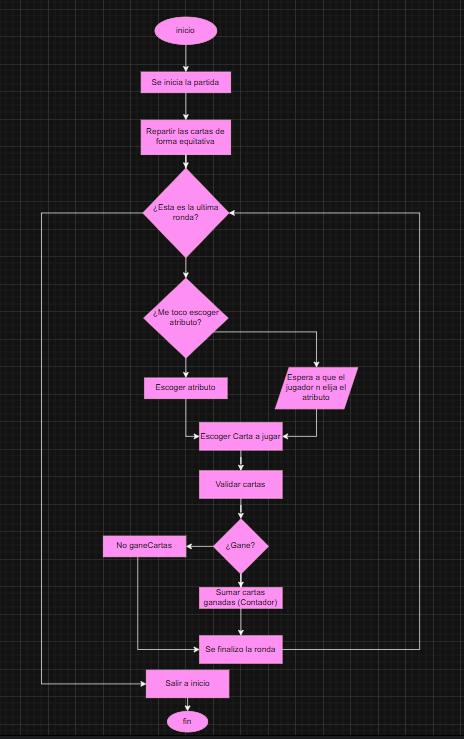 inicio
Se inicia la partida
Repartir las cartas de
forma equitativa
¿Esta es la ultima
ronda?
¿Me toco escoger
atributo?
Escoger atributo
Espera a que el
jugador n elija el
atributo
Escoger Carta a jugar
Validar cartas
¿Gane?
No ganeCartas
Sumar cartas
ganadas (Contador)
Se finalizo la ronda
Salir a inicio
fin